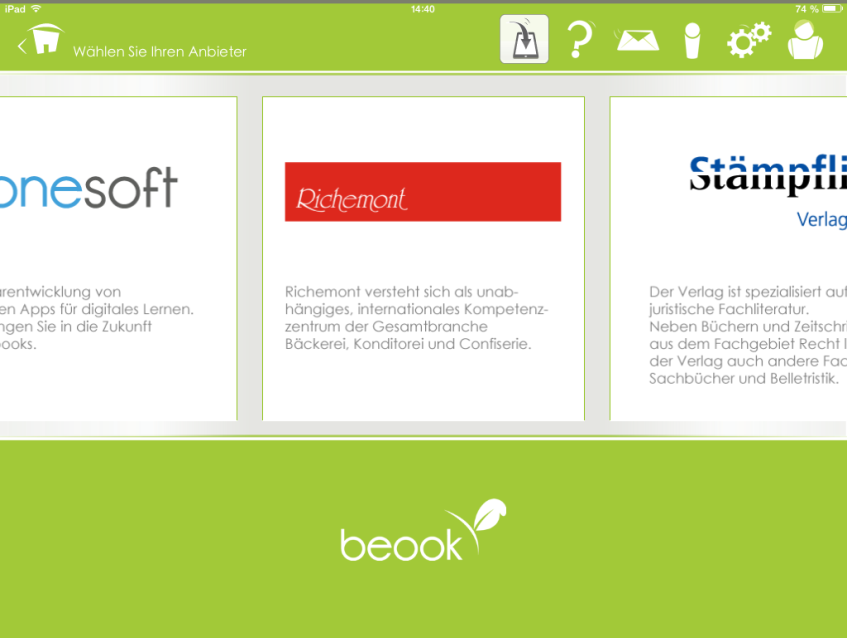 iPad 14:40 74 %
Wählen Sie Ihren Anbieter
onesoft
arentwicklung von
en Apps für digitales Lernen.
ngen Sie in die Zukunft
ooks.
Richemont
Richemont versteht sich als unab-
hängiges, internationales Kompetenz-
zentrum der Gesamtbranche
Bäckerei, Konditorei und Confiserie.
Stämpfli
Verlag
Der Verlag ist spezialisiert auf
juristische Fachliteratur.
Neben Büchern und Zeitschri
aus dem Fachgebiet Recht l
der Verlag auch andere Fac
Sachbücher und Belletristik.
beook